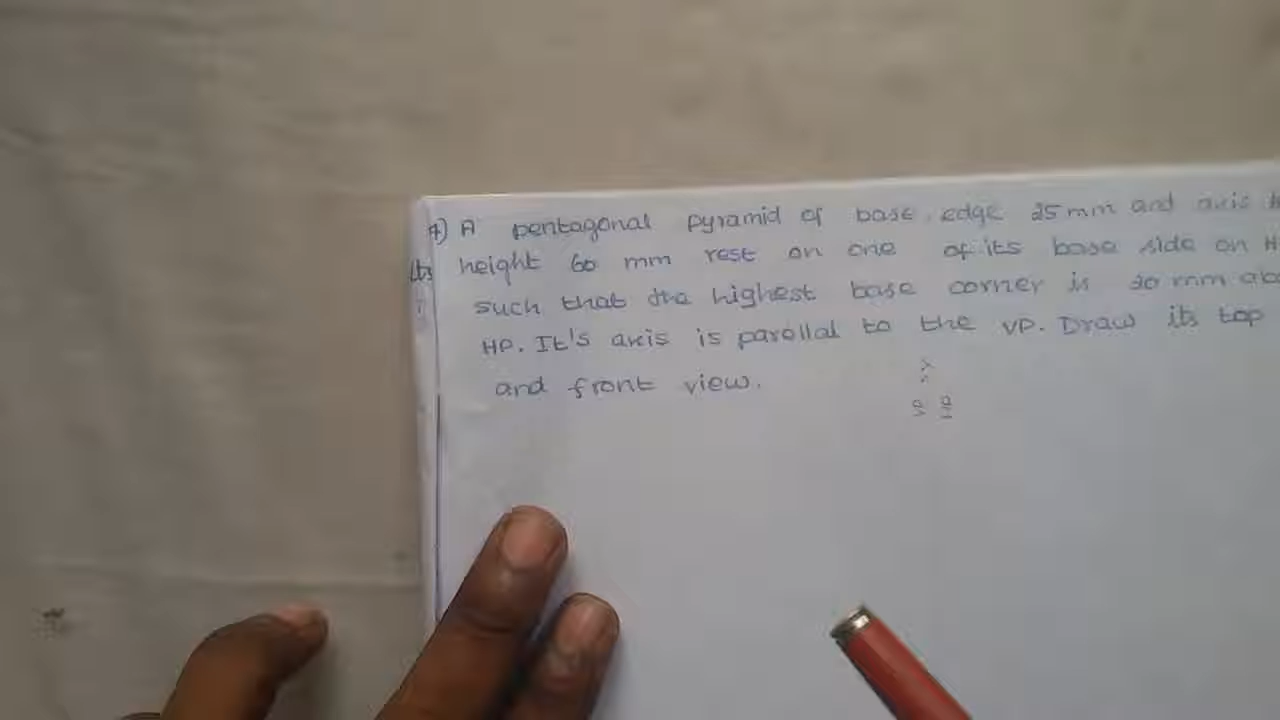 4) A pentagonal pyramid of base edge 25mm and axis
height 60 mm rest on one of its base side on
such that the highest base corner is 20 mm
HP. It's axis is parallal to the VP. Draw its top
and front view.